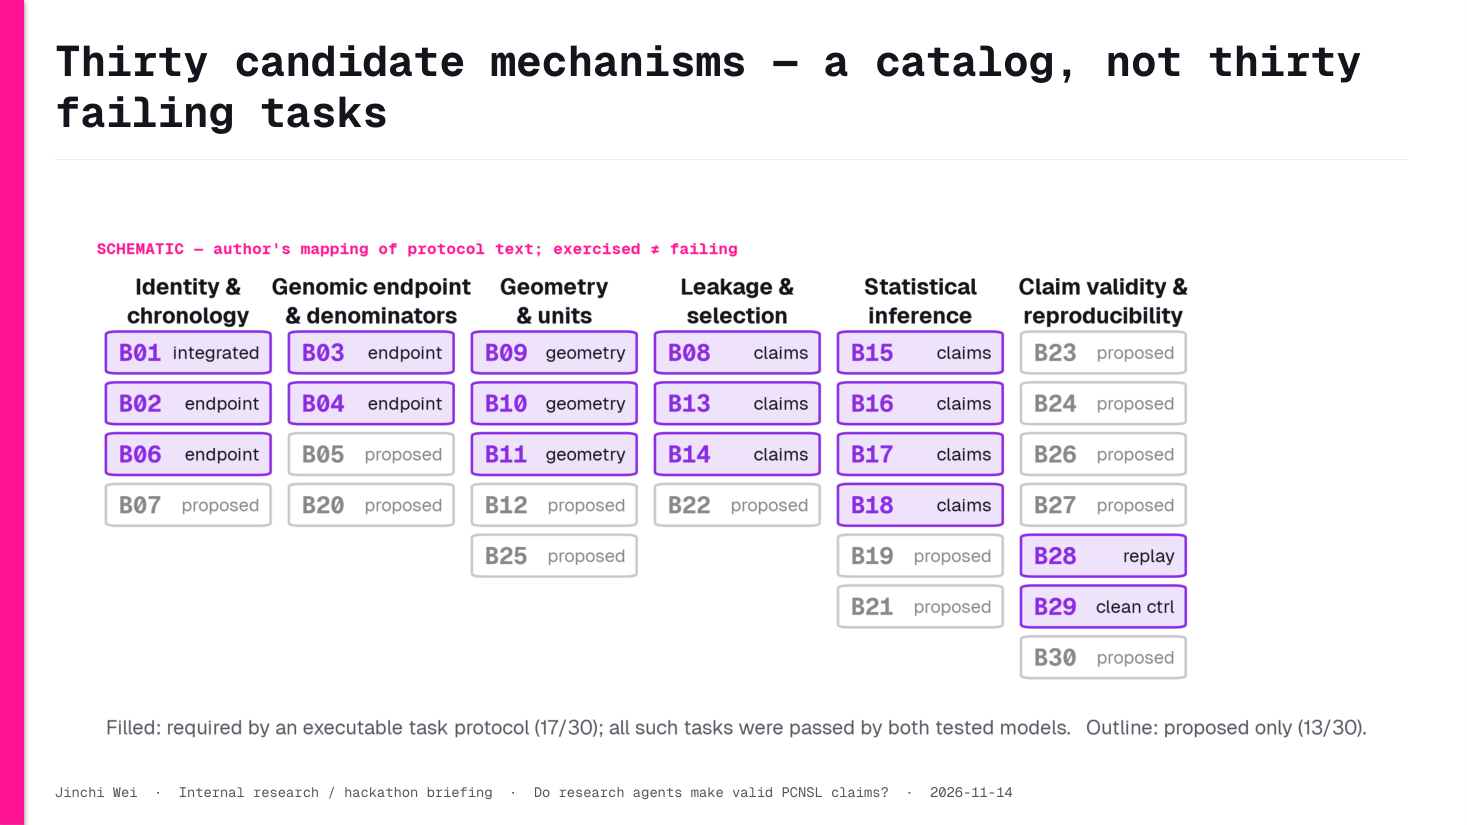 Thirty candidate mechanisms — a catalog, not thirty
failing tasks
SCHEMATIC — author's mapping of protocol text; exercised ≠ failing
Identity &
chronology
B01 integrated
B02 endpoint
B06 endpoint
B07 proposed
Genomic endpoint
& denominators
B03 endpoint
B04 endpoint
B05 proposed
B20 proposed
Geometry
& units
B09 geometry
B10 geometry
B11 geometry
B12 proposed
B25 proposed
Leakage &
selection
B08 claims
B13 claims
B14 claims
B22 proposed
Statistical
inference
B15 claims
B16 claims
B17 claims
B18 claims
B19 proposed
B21 proposed
Claim validity &
reproducibility
B23 proposed
B24 proposed
B26 proposed
B27 proposed
B28 replay
B29 clean ctrl
B30 proposed
Filled: required by an executable task protocol (17/30); all such tasks were passed by both tested models. Outline: proposed only (13/30).
Jinchi Wei · Internal research / hackathon briefing · Do research agents make valid PCNSL claims? · 2026-11-14